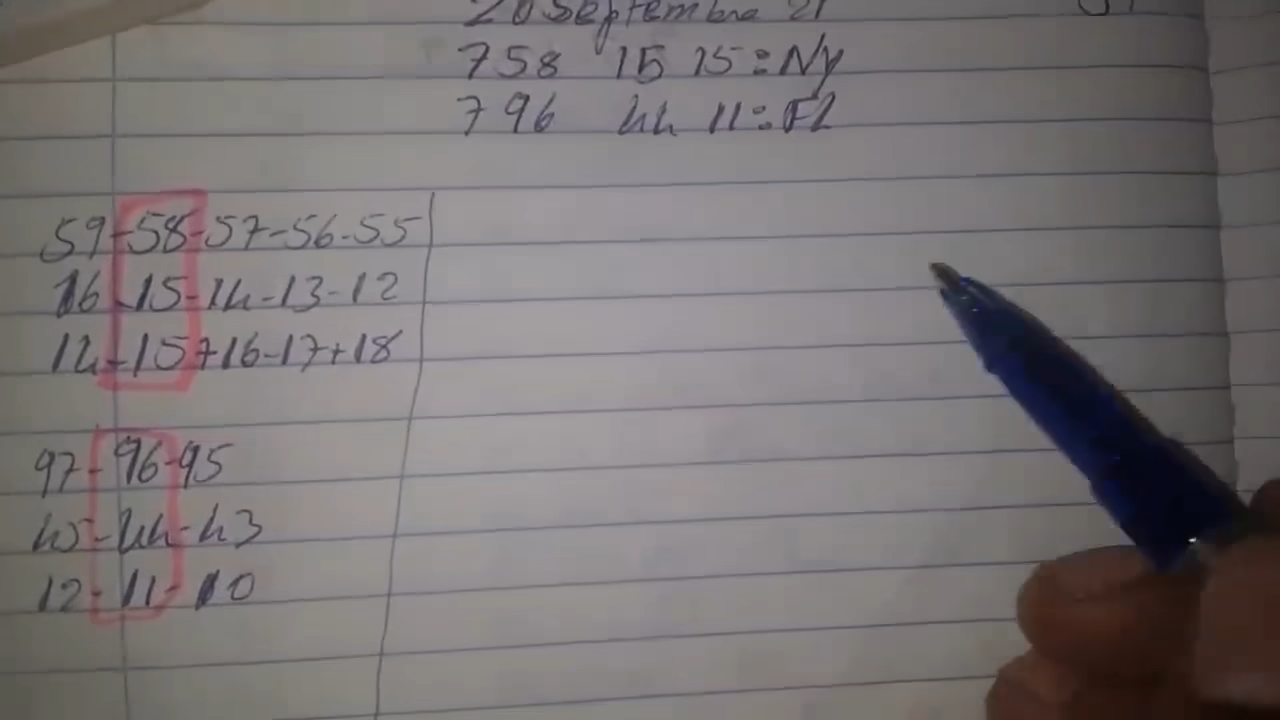 20 Septembre 21
758 15 15 = Ny
796 44 11 = FL
59-58-57-56-55
16-15-14-13-12
14-15+16-17+18
97-96-95
45-44-43
12-11-10